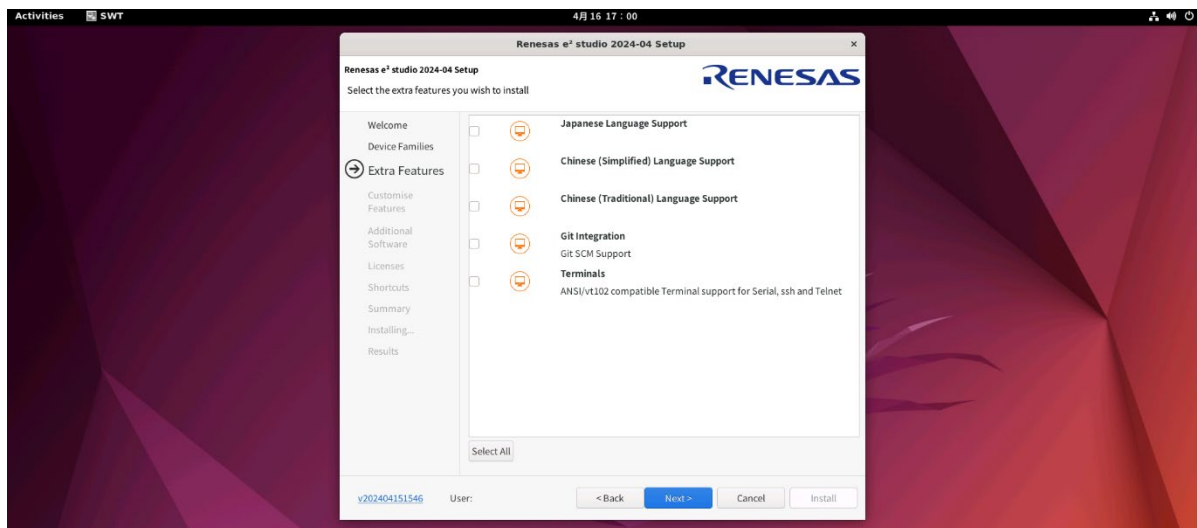 Activities SWT 4月 16 17：00
Renesas e² studio 2024-04 Setup ×
Renesas e² studio 2024-04 Setup
Select the extra features you wish to install
RENESAS
Welcome
Device Families
Extra Features
Customise
Features
Additional
Software
Licenses
Shortcuts
Summary
Installing...
Results
Japanese Language Support
Chinese (Simplified) Language Support
Chinese (Traditional) Language Support
Git Integration
Git SCM Support
Terminals
ANSI/vt102 compatible Terminal support for Serial, ssh and Telnet
Select All
v202404151546 User: < Back Next > Cancel Install